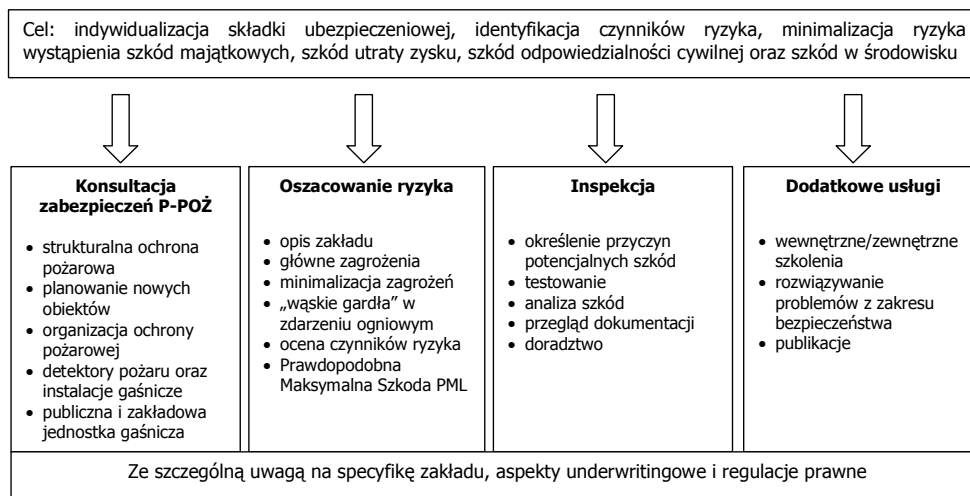 Cel: indywidualizacja składki ubezpieczeniowej, identyfikacja czynników ryzyka, minimalizacja ryzyka
wystąpienia szkód majątkowych, szkód utraty zysku, szkód odpowiedzialności cywilnej oraz szkód w środowisku
Konsultacja
zabezpieczeń P-POŻ
• strukturalna ochrona
pożarowa
• planowanie nowych
obiektów
• organizacja ochrony
pożarowej
• detektory pożaru oraz
instalacje gaśnicze
• publiczna i zakładowa
jednostka gaśnicza
Oszacowanie ryzyka
• opis zakładu
• główne zagrożenia
• minimalizacja zagrożeń
• „wąskie gardła” w
zdarzeniu ogniowym
• ocena czynników ryzyka
• Prawdopodobna
Maksymalna Szkoda PML
Inspekcja
• określenie przyczyn
potencjalnych szkód
• testowanie
• analiza szkód
• przegląd dokumentacji
• doradztwo
Dodatkowe usługi
• wewnętrzne/zewnętrzne
szkolenia
• rozwiązywanie
problemów z zakresu
bezpieczeństwa
• publikacje
Ze szczególną uwagą na specyfikę zakładu, aspekty underwritingowe i regulacje prawne